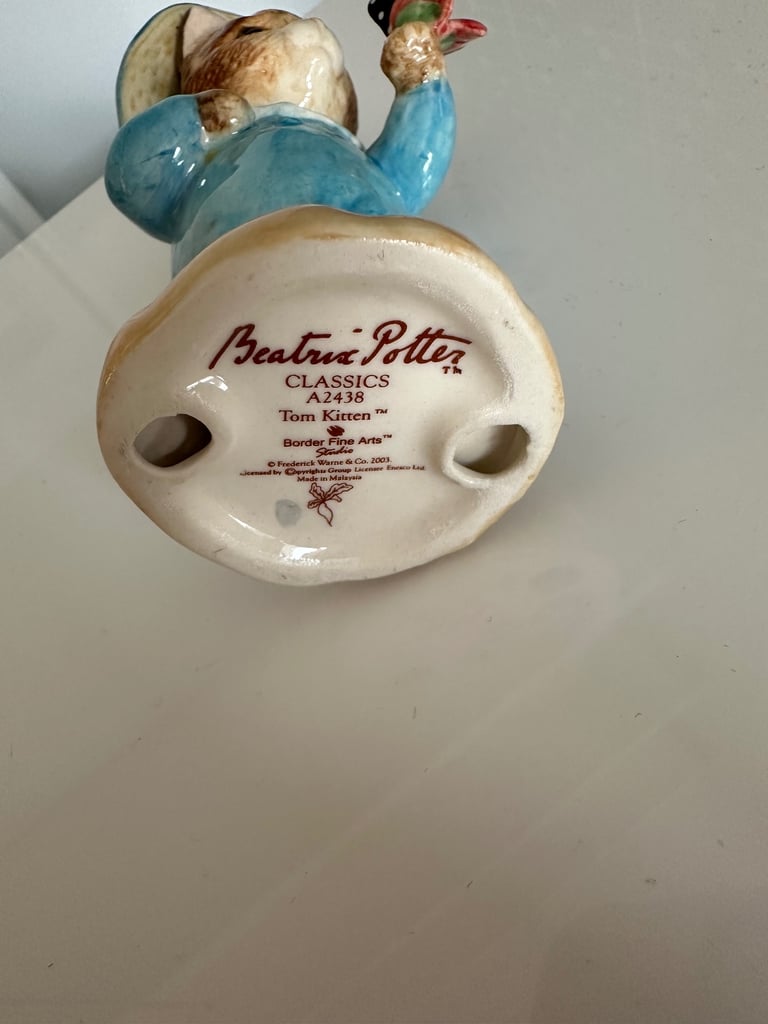 Beatrix Potter™
CLASSICS
A2438
Tom Kitten™
Border Fine Arts™
Studio
© Frederick Warne & Co. 2003.
Licensed by Copyrights Group Licensee Enesco Ltd.
Made in Malaysia